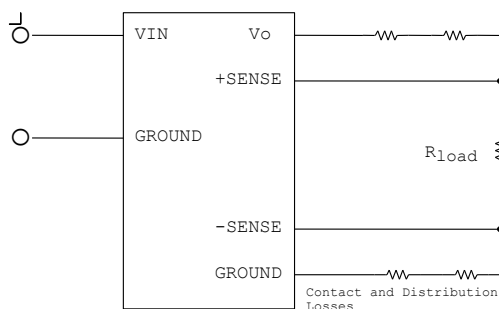 VIN
Vo
+SENSE
GROUND
Rload
-SENSE
GROUND
Contact and Distribution
Losses